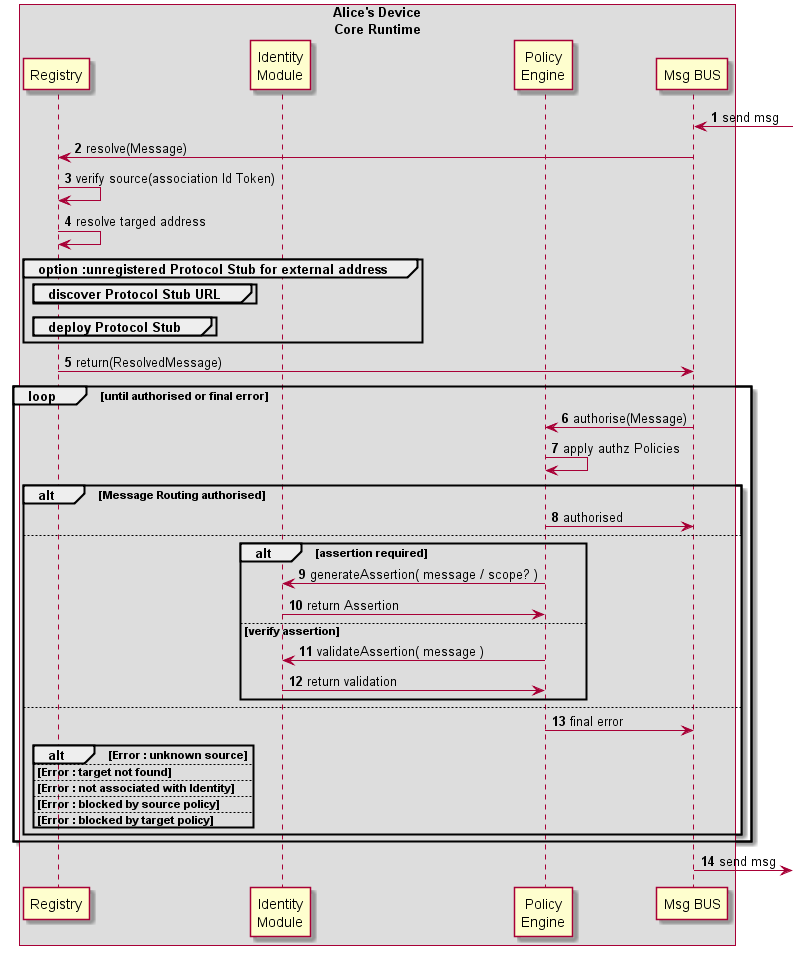 Alice's Device
Core Runtime
Registry
Identity
Module
Policy
Engine
Msg BUS
1 send msg
2 resolve(Message)
3 verify source(association Id Token)
4 resolve targed address
option :unregistered Protocol Stub for external address
discover Protocol Stub URL
deploy Protocol Stub
5 return(ResolvedMessage)
loop [until authorised or final error]
6 authorise(Message)
7 apply authz Policies
alt [Message Routing authorised]
8 authorised
alt [assertion required]
9 generateAssertion( message / scope? )
10 return Assertion
[verify assertion]
11 validateAssertion( message )
12 return validation
13 final error
alt [Error : unknown source]
[Error : target not found]
[Error : not associated with Identity]
[Error : blocked by source policy]
[Error : blocked by target policy]
14 send msg
Registry
Identity
Module
Policy
Engine
Msg BUS